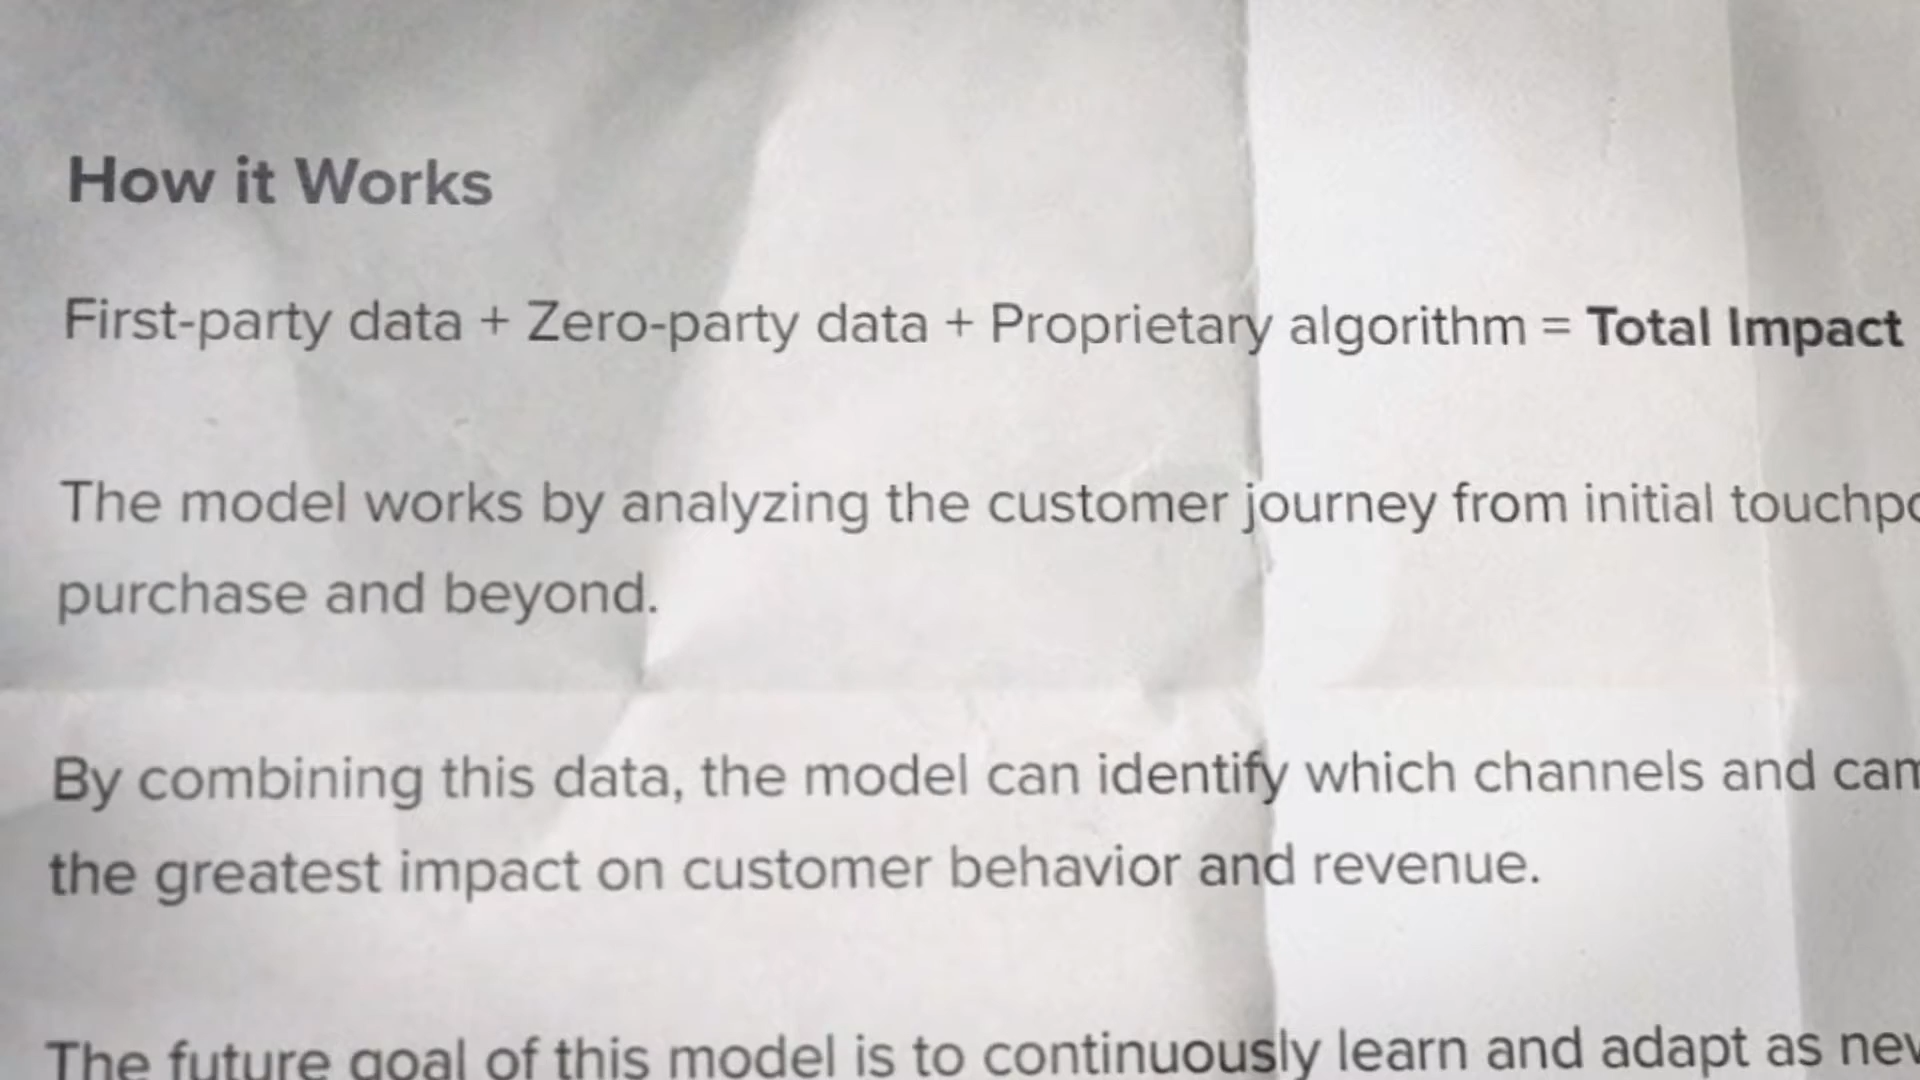 How it Works
First-party data + Zero-party data + Proprietary algorithm = Total Impact
The model works by analyzing the customer journey from initial
purchase and beyond.
By combining this data, the model can identify which channels and
the greatest impact on customer behavior and revenue.
The future goal of this model is to continuously learn and adapt as